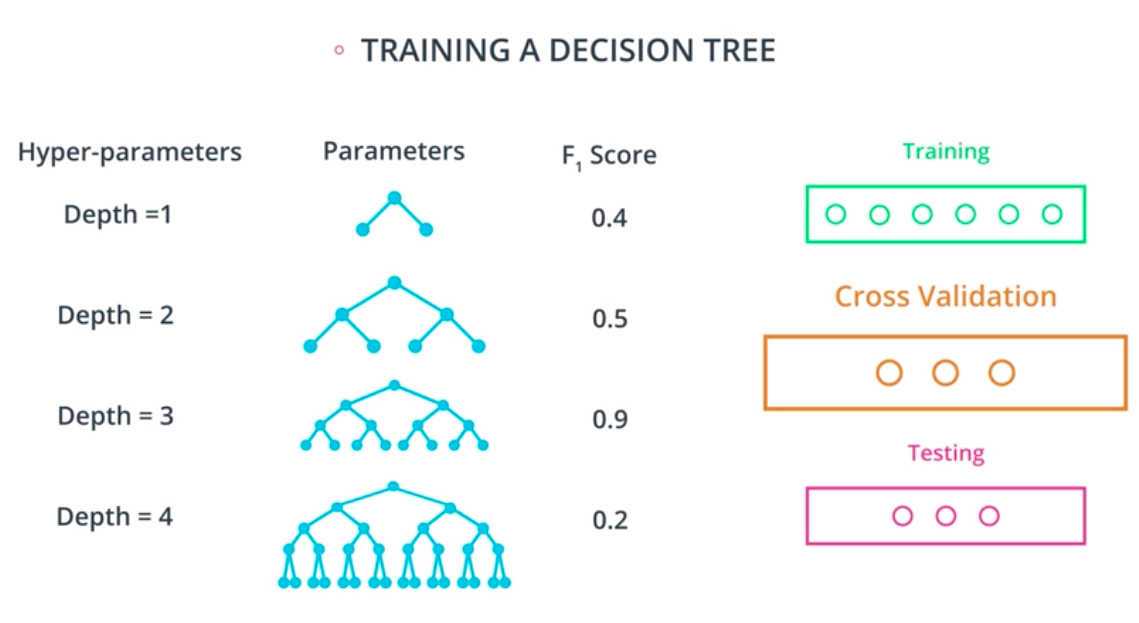 TRAINING A DECISION TREE
Hyper-parameters
Parameters
F1 Score
Depth =1
0.4
Depth = 2
0.5
Depth = 3
0.9
Depth = 4
0.2
Training
Cross Validation
Testing